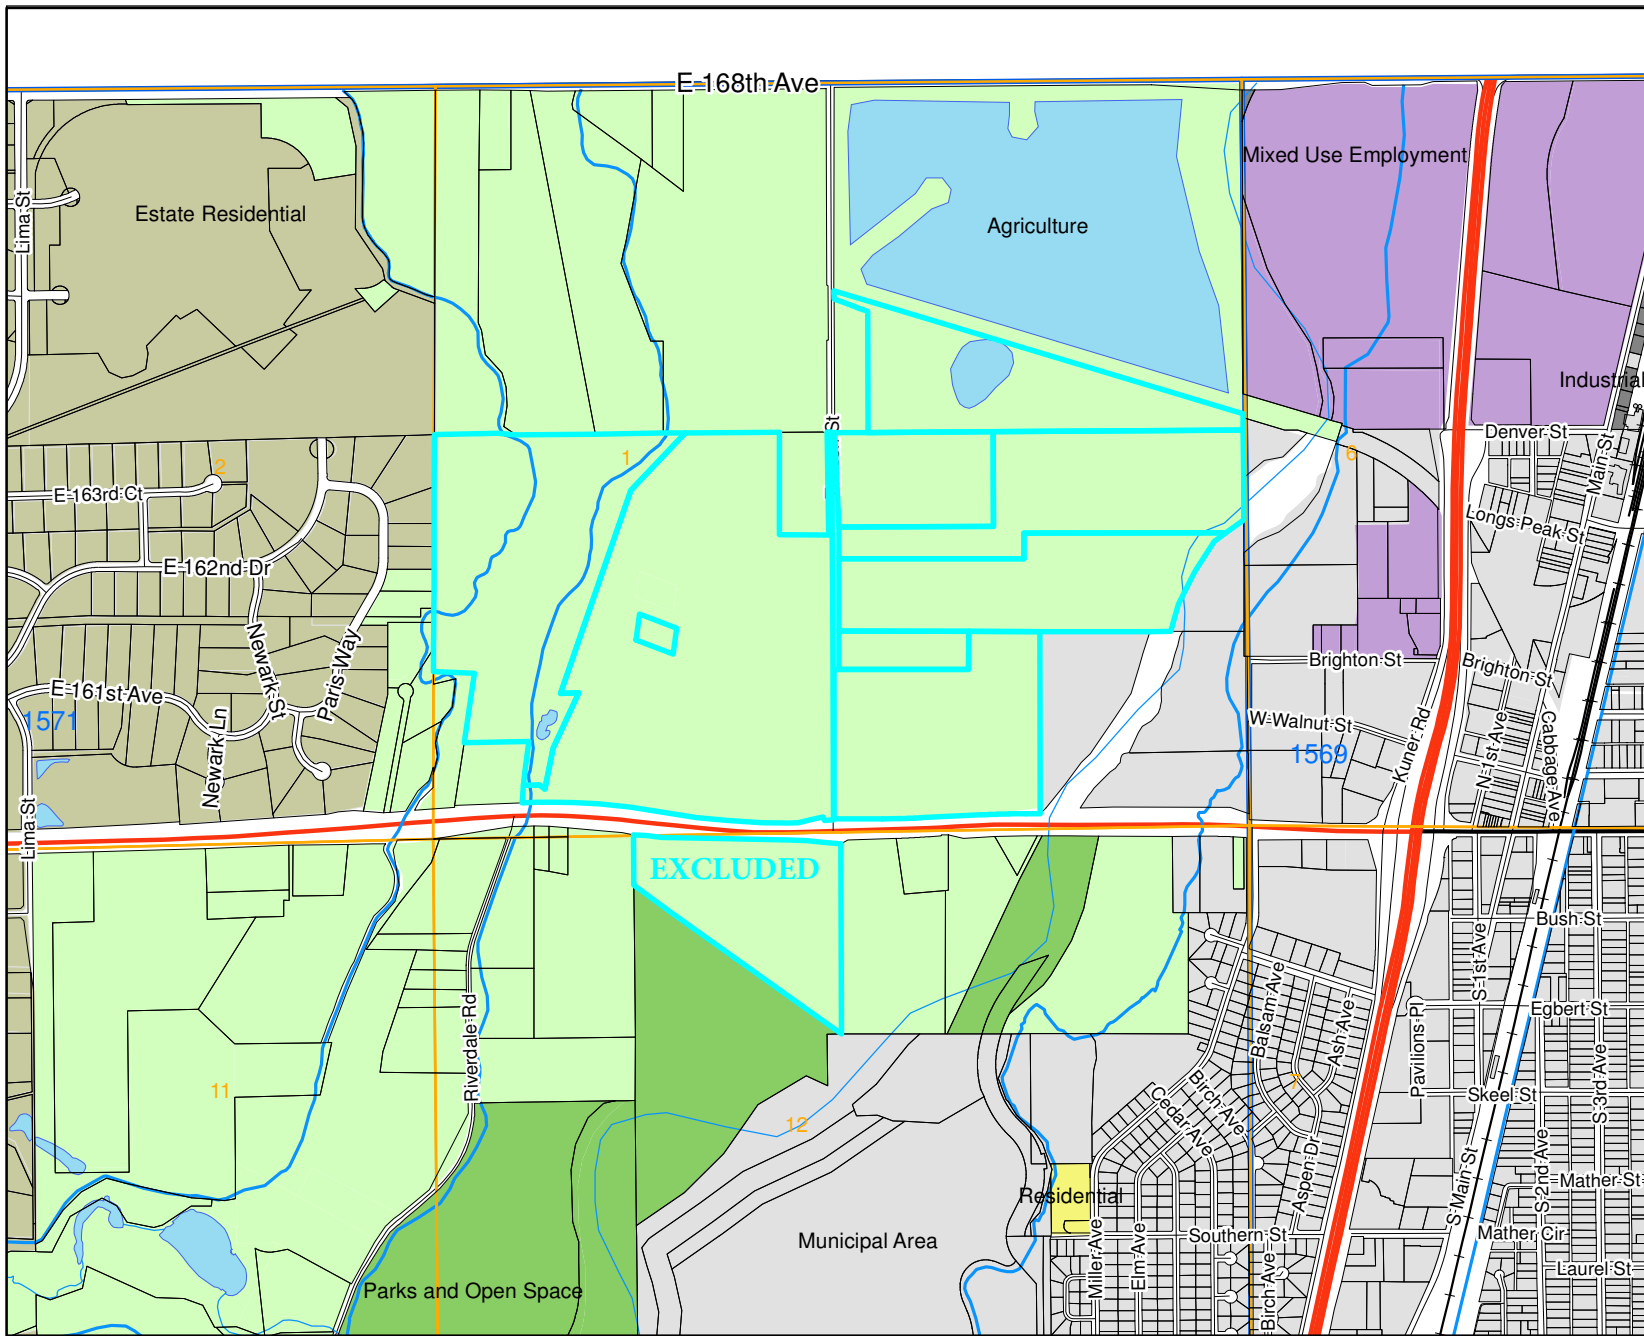 E 168th Ave
Mixed Use Employment
Lima St
Estate Residential
Agriculture
Industrial
St
Denver St
Main St
1
2
6
E 163rd Ct
Longs Peak St
E 162nd Dr
Newark St
Paris Way
Brighton St
Brighton St
E 161st Ave
1571
Newark Ln
W Walnut St
1569
Kuner Rd
N 1st Ave
Cabbage Ave
Lima St
EXCLUDED
Bush St
S 1st Ave
Riverdale Rd
Balsam Ave
Ash Ave
Pavilions Pl
Egbert St
11
12
7
Birch Ave
Cedar Ave
Skeel St
S 3rd Ave
Aspen Dr
S Main St
S 2nd Ave
Mather St
Residential
Municipal Area
Miller Ave
Elm Ave
Southern St
Birch Ave
Mather Cir
Laurel St
Parks and Open Space